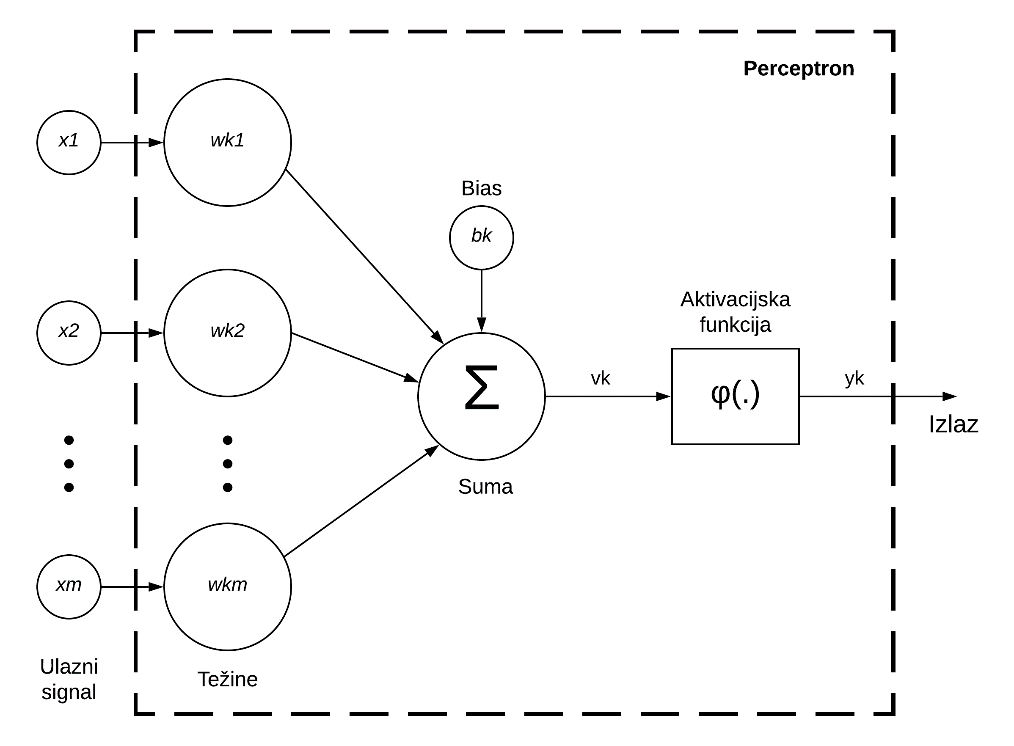 Perceptron
x1
wk1
Bias
bk
x2
wk2
Aktivacijska
funkcija
Σ
vk
φ(.)
yk
Izlaz
Suma
xm
wkm
Ulazni
signal
Težine